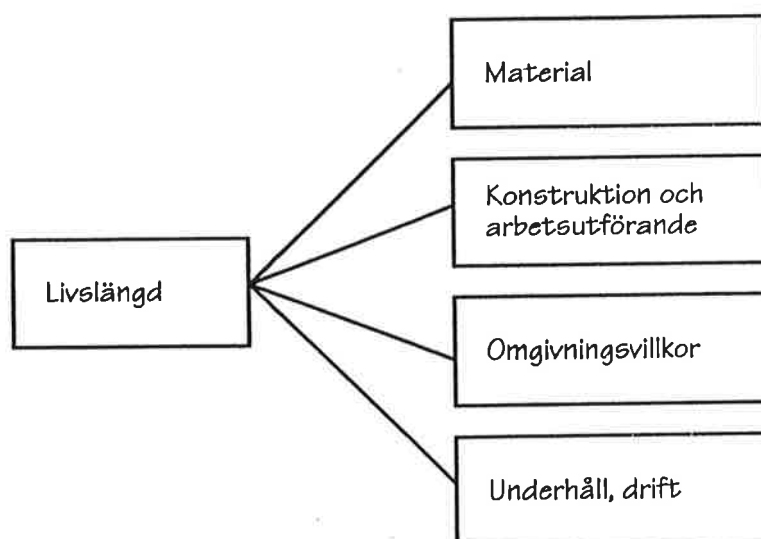 Material
Konstruktion och
arbetsutförande
Livslängd
Omgivningsvillkor
Underhåll, drift